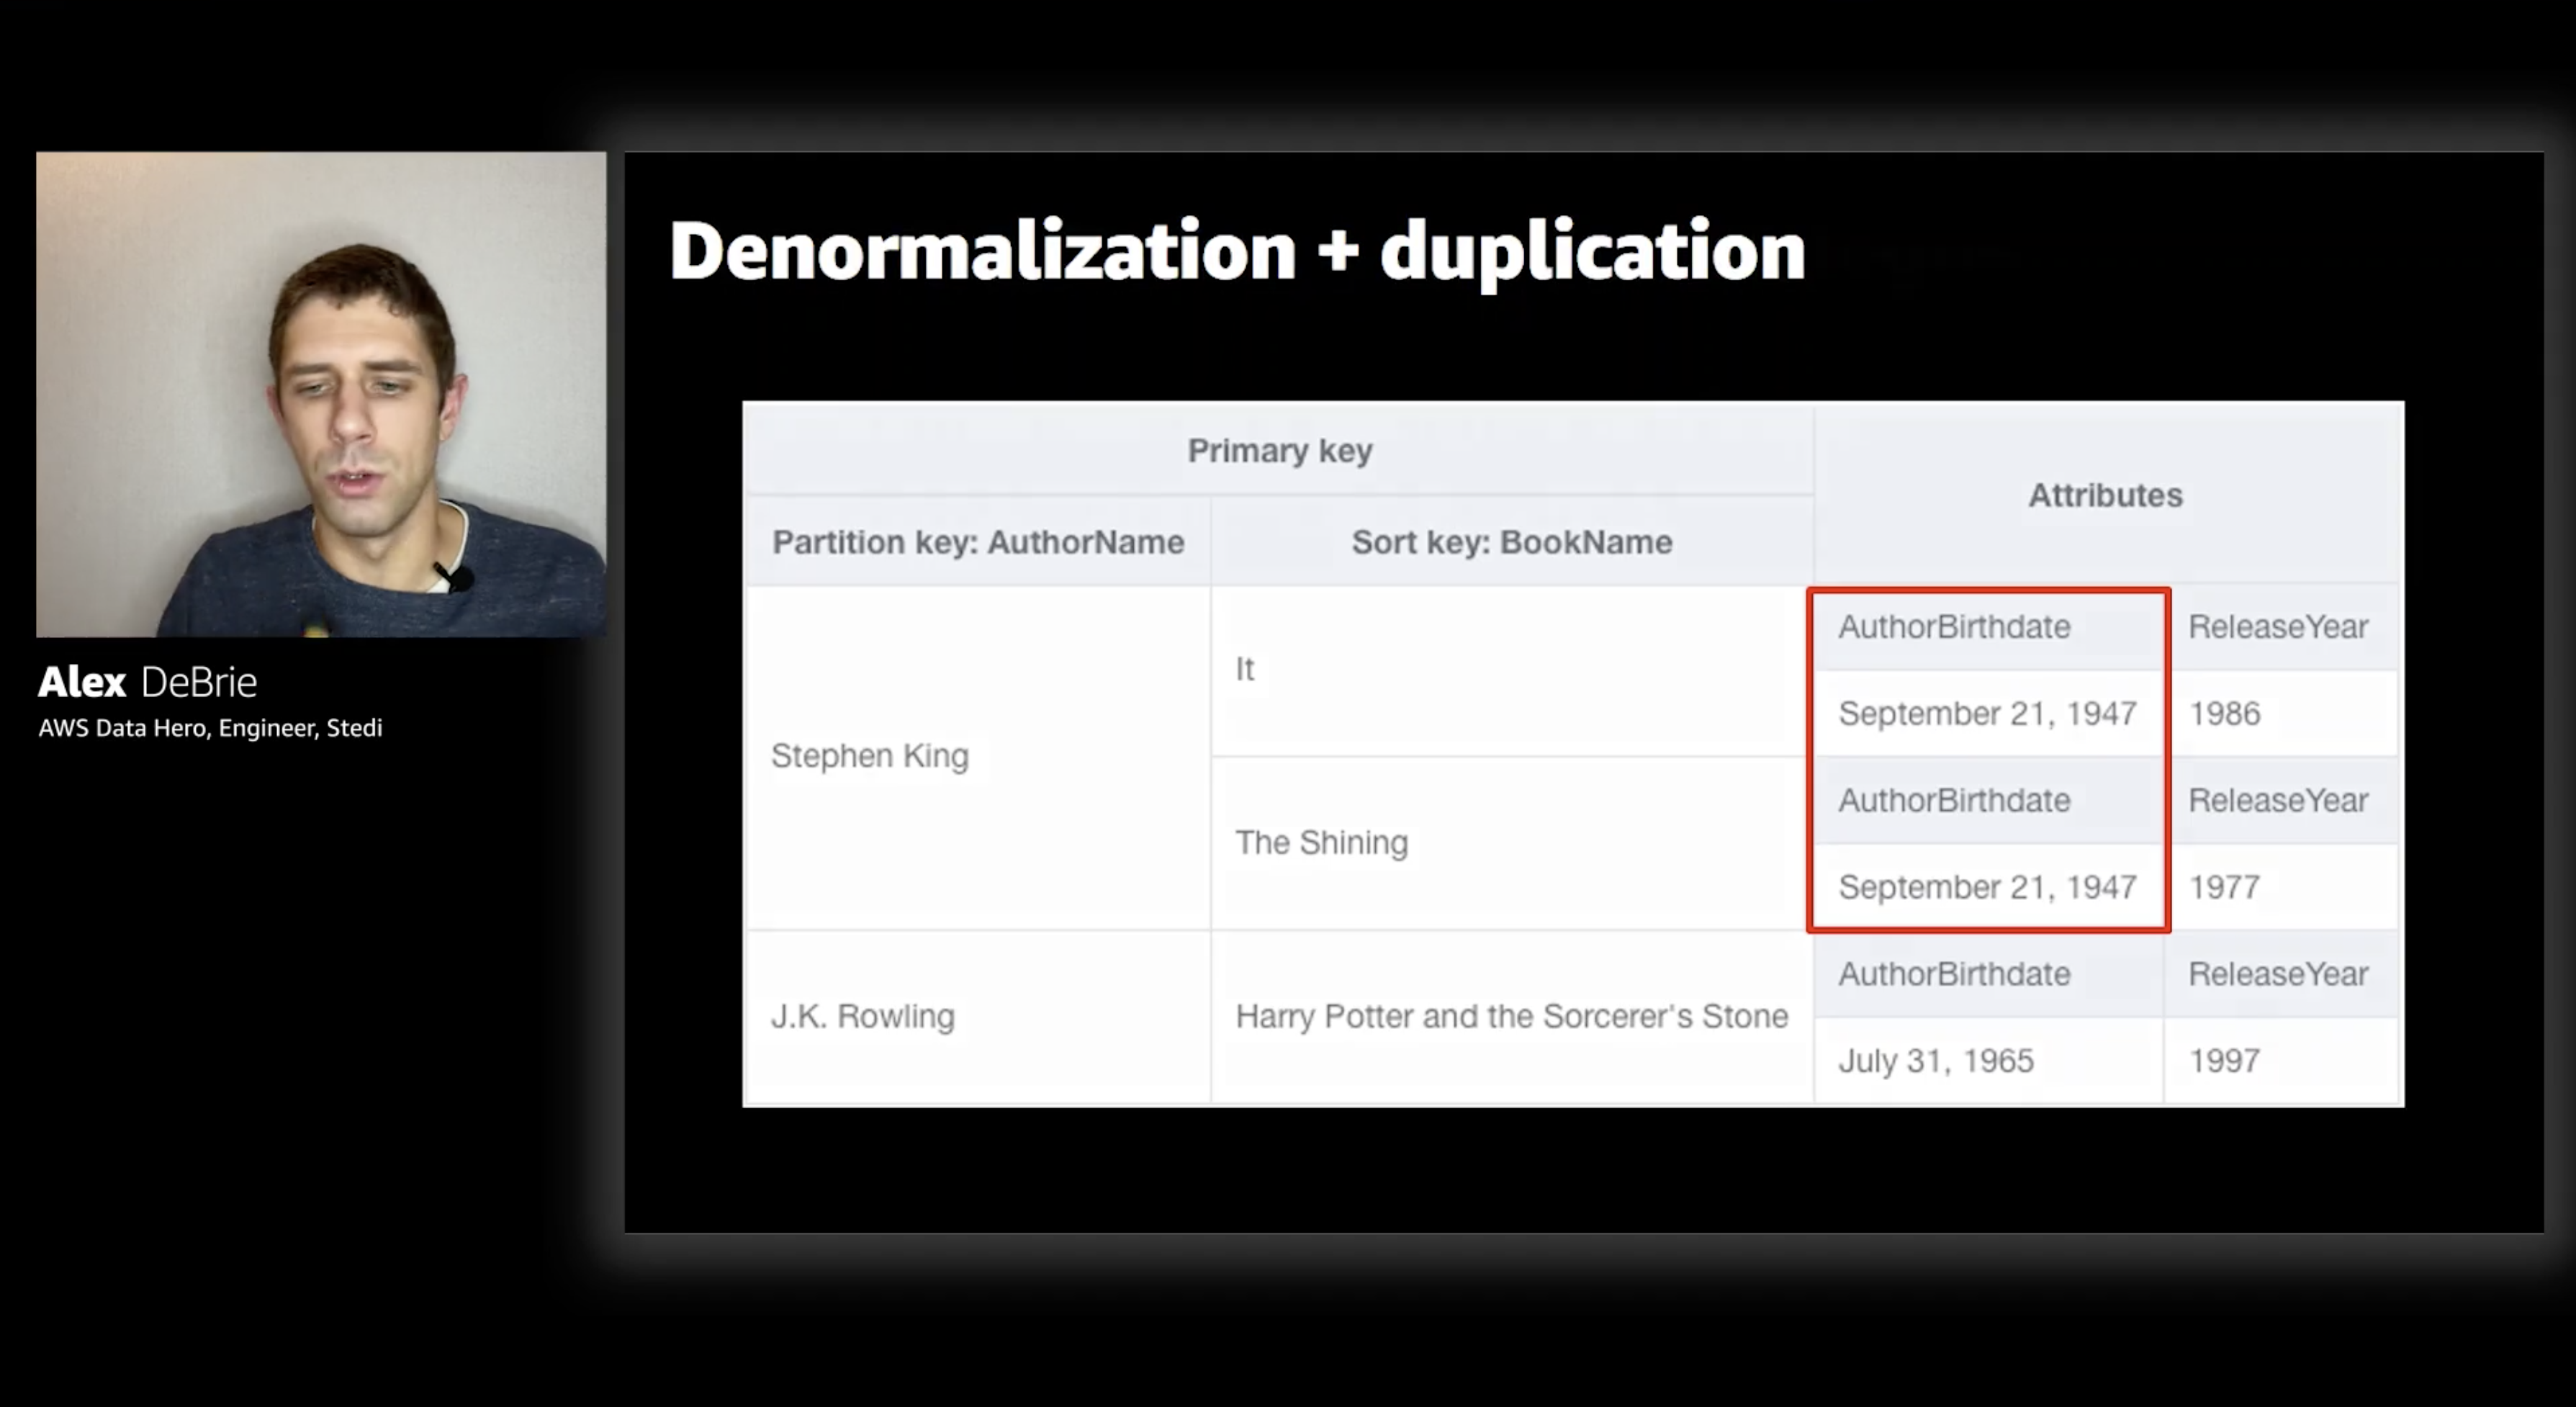 Denormalization + duplication
Primary key
Attributes
Partition key: AuthorName
Sort key: BookName
Stephen King
It
AuthorBirthdate
ReleaseYear
September 21, 1947
1986
The Shining
AuthorBirthdate
ReleaseYear
September 21, 1947
1977
J.K. Rowling
Harry Potter and the Sorcerer's Stone
AuthorBirthdate
ReleaseYear
July 31, 1965
1997
Alex DeBrie
AWS Data Hero, Engineer, Stedi